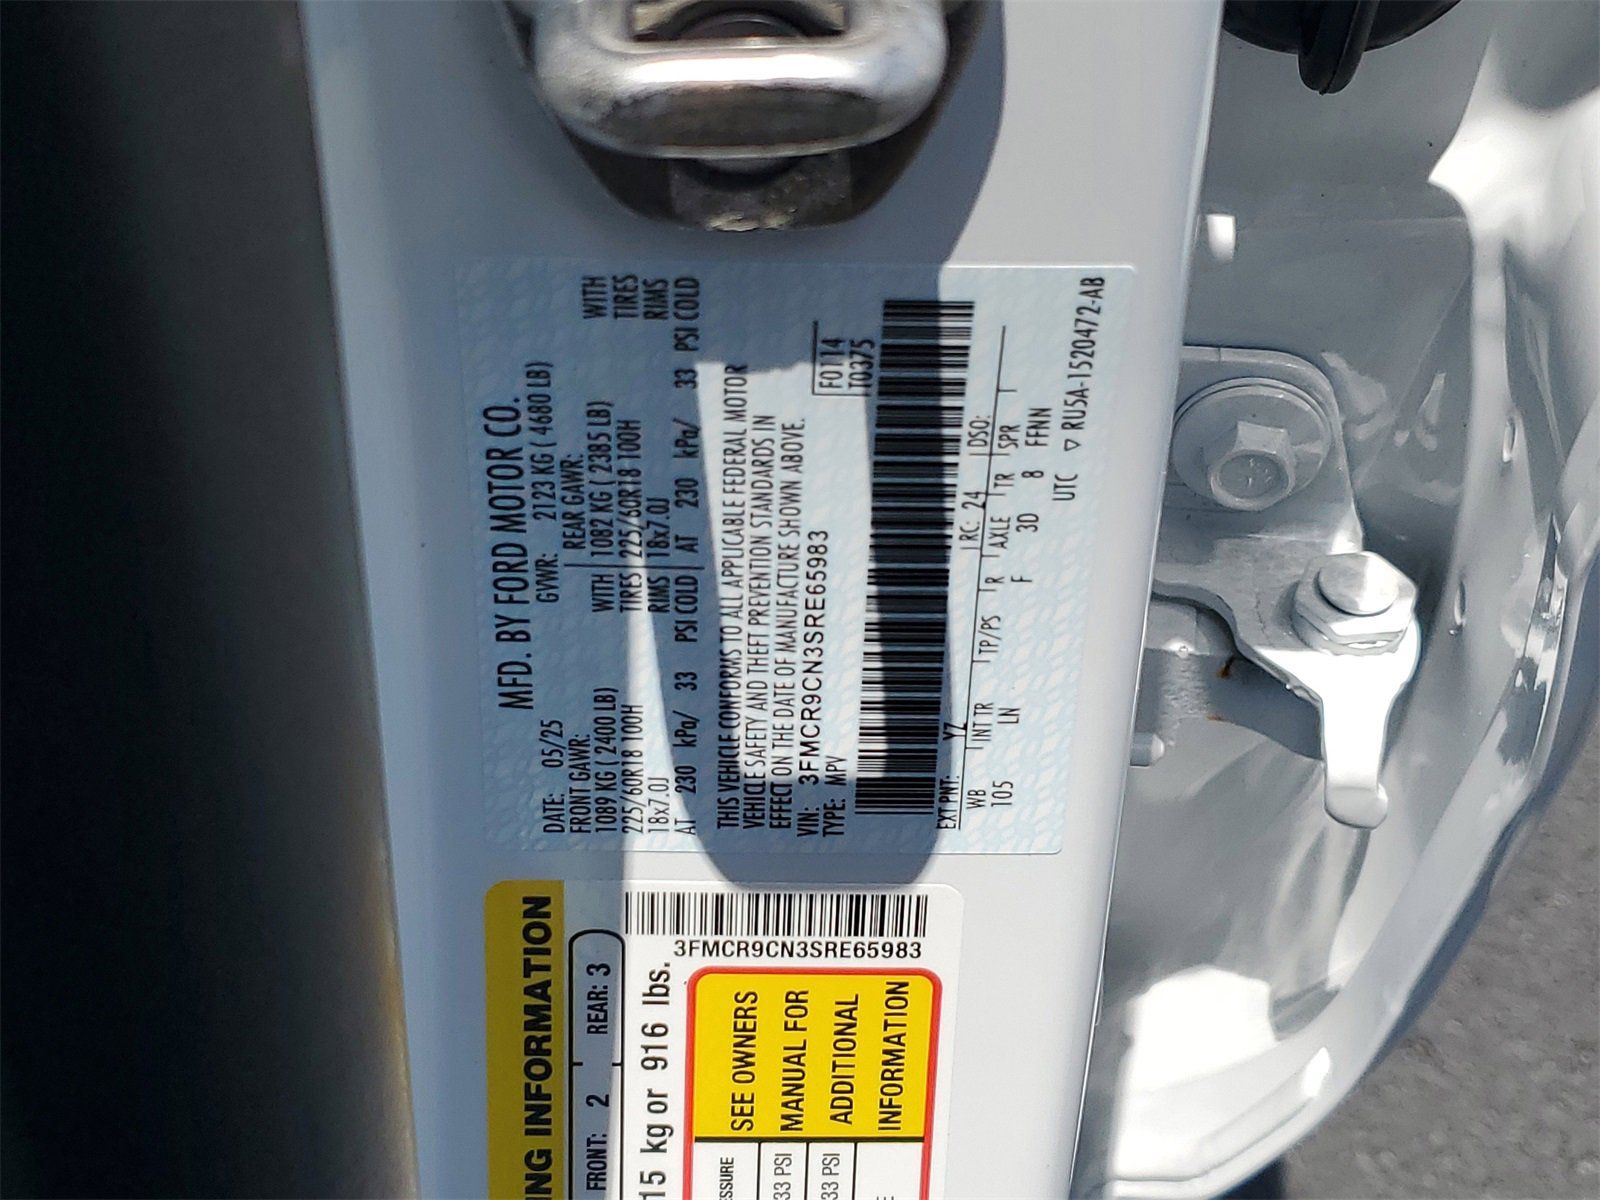 MFD. BY FORD MOTOR CO.
DATE: 05/25 GVWR: 2123 KG ( 4680 LB)
FRONT GAWR: REAR GAWR:
1089 KG ( 2400 LB) WITH 1082 KG ( 2385 LB) WITH
225/60R18 100H TIRES 225/60R18 100H TIRES
18x7.0J RIMS 18x7.0J RIMS
AT 230 kPa/ 33 PSI COLD AT 230 kPa/ 33 PSI COLD
THIS VEHICLE CONFORMS TO ALL APPLICABLE FEDERAL MOTOR
VEHICLE SAFETY AND THEFT PREVENTION STANDARDS IN
EFFECT ON THE DATE OF MANUFACTURE SHOWN ABOVE.
VIN: 3FMCR9CN3SRE65983 F0114
TYPE: MPV T0375
EXT PNT: YZ RC: 24 DSO:
WB INT TR TP/PS R AXLE TR SPR
105 LN F 3D 8 FFNN
UTC ▽ RU5A-1520472-AB
ING INFORMATION
FRONT: 2 REAR: 3
15 kg or 916 lbs.
3FMCR9CN3SRE65983
SSURE
33 PSI
33 PSI
SEE OWNERS
MANUAL FOR
ADDITIONAL
INFORMATION